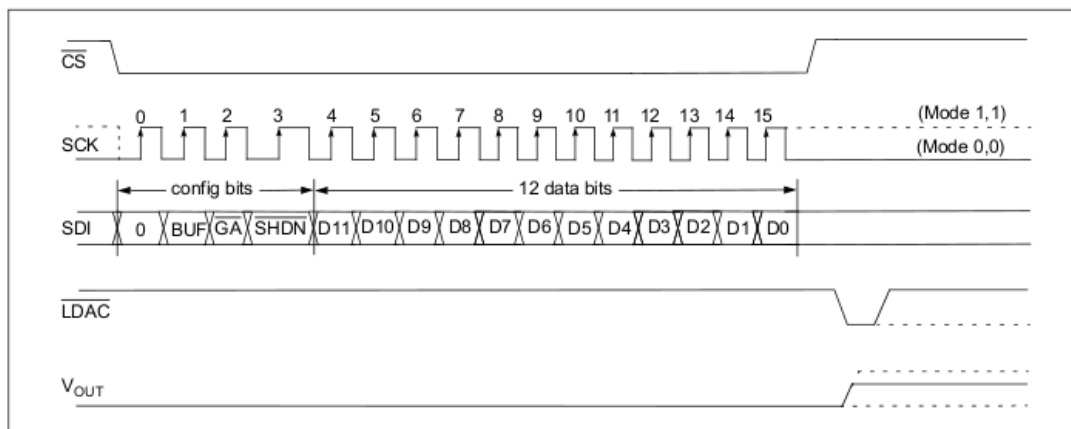 CS
0 1 2 3 4 5 6 7 8 9 10 11 12 13 14 15 (Mode 1,1)
SCK (Mode 0,0)
config bits 12 data bits
SDI 0 BUF GA SHDN D11 D10 D9 D8 D7 D6 D5 D4 D3 D2 D1 D0
LDAC
VOUT